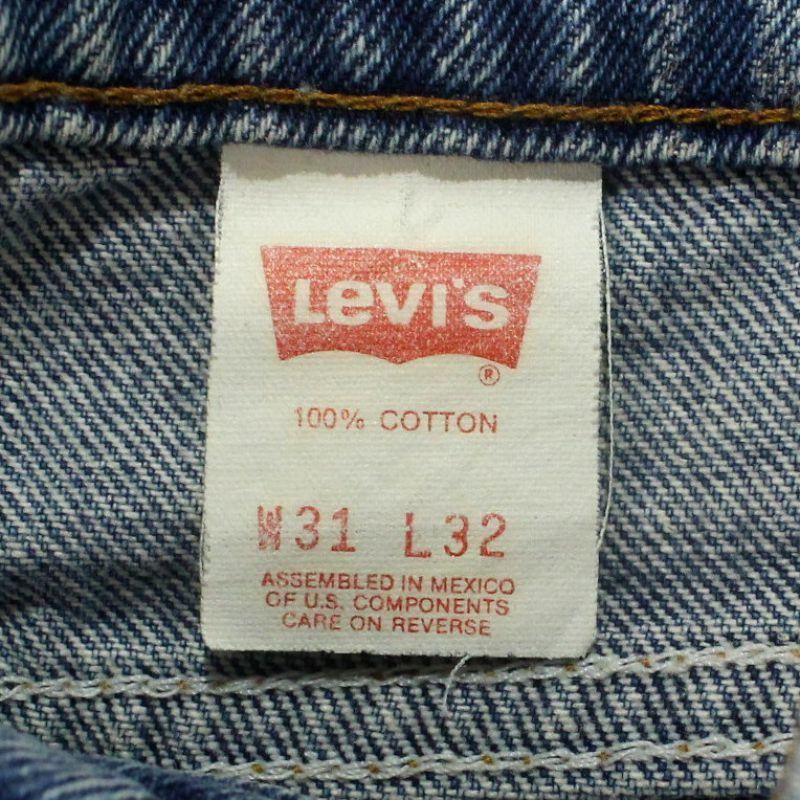 Levi's
®
100% COTTON
W31 L32
ASSEMBLED IN MEXICO
OF U.S. COMPONENTS
CARE ON REVERSE